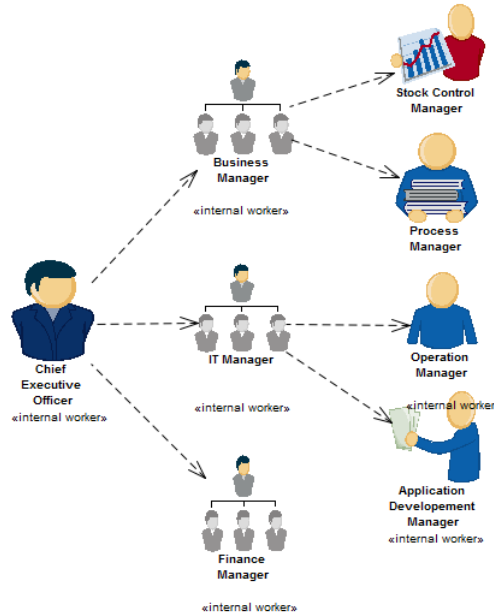 Stock Control
Manager
Business
Manager
«internal worker»
Process
Manager
Chief
Executive
Officer
«internal worker»
IT Manager
«internal worker»
Operation
Manager
«internal worker
Application
Developement
Manager
«internal worker»
Finance
Manager
«internal worker»